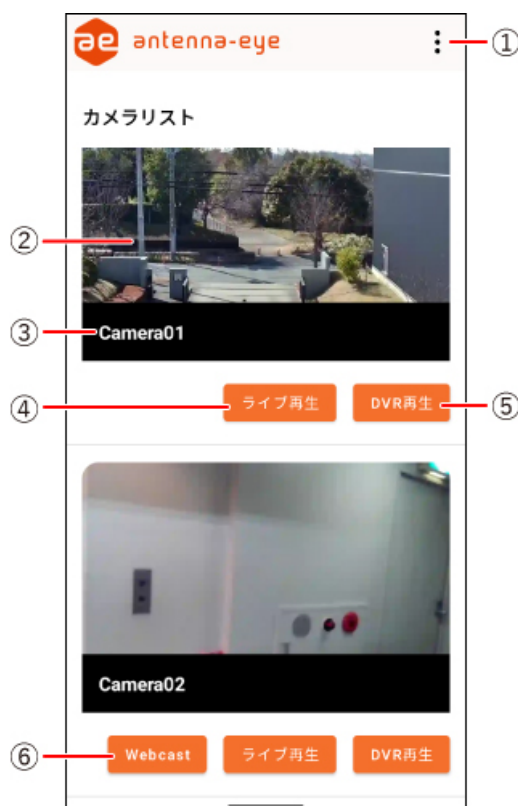 ae antenna-eye
①
カメラリスト
②
③
Camera01
④
ライブ再生
DVR再生
⑤
Camera02
⑥
Webcast
ライブ再生
DVR再生